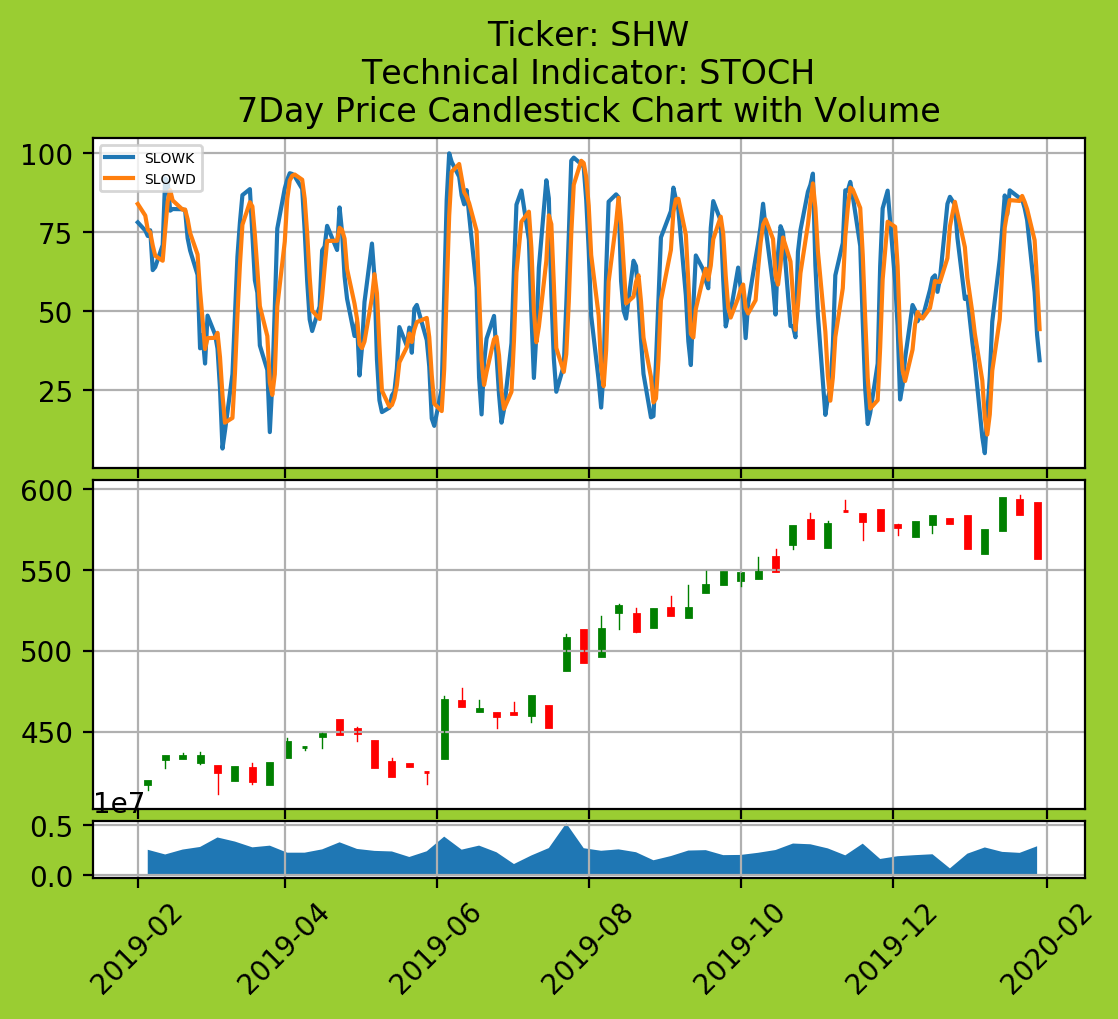 Ticker: SHW
Technical Indicator: STOCH
7Day Price Candlestick Chart with Volume
100
75
50
25
SLOWK
SLOWD
600
550
500
450
1e7
0.5
0.0
2019-02
2019-04
2019-06
2019-08
2019-10
2019-12
2020-02